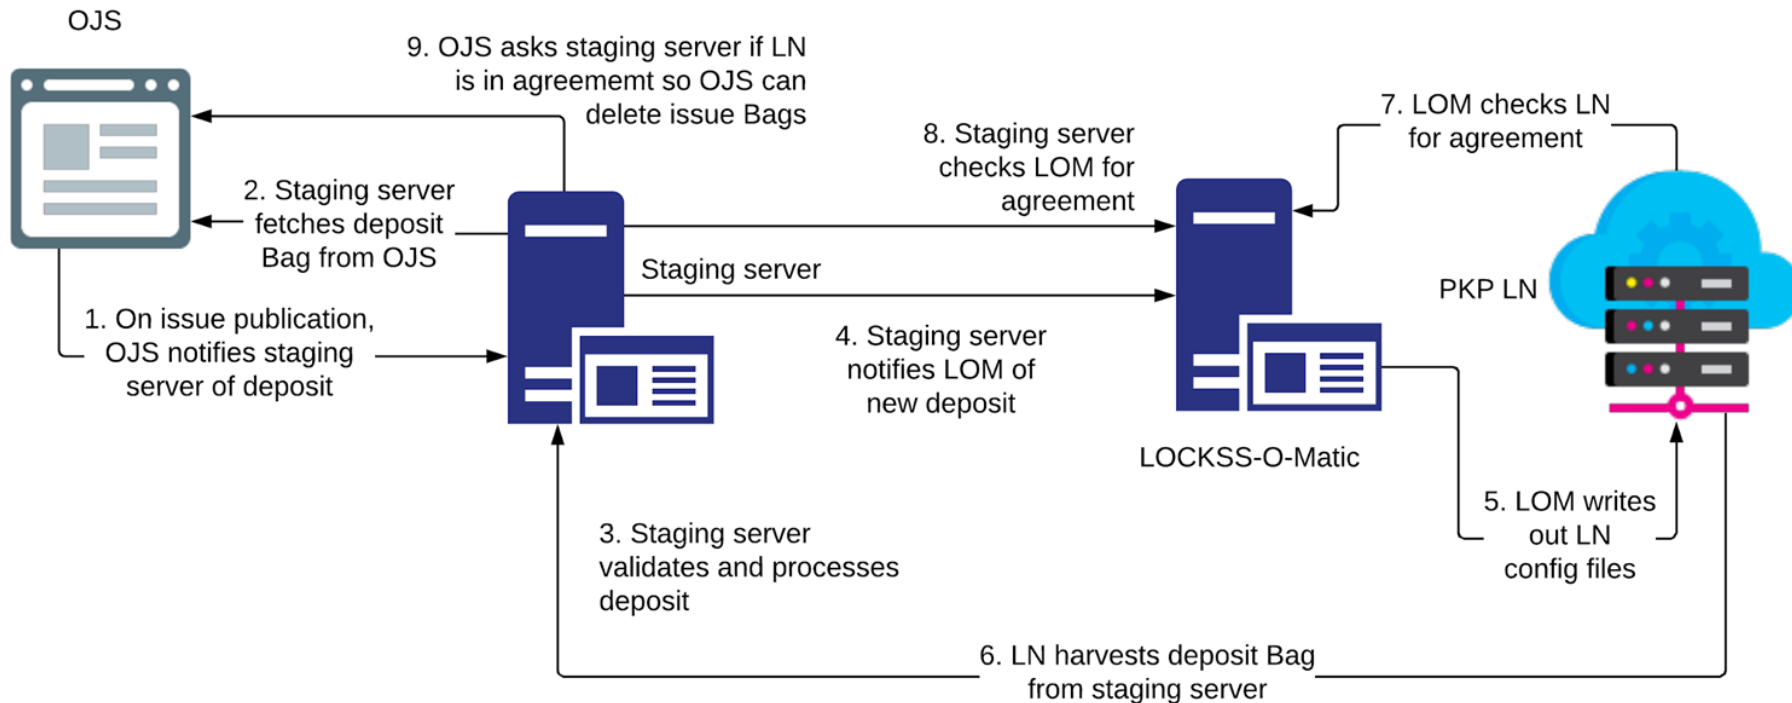 OJS
9. OJS asks staging server if LN
is in agreememt so OJS can
delete issue Bags
2. Staging server
fetches deposit
Bag from OJS
1. On issue publication,
OJS notifies staging
server of deposit
Staging server
3. Staging server
validates and processes
deposit
8. Staging server
checks LOM for
agreement
4. Staging server
notifies LOM of
new deposit
LOCKSS-O-Matic
7. LOM checks LN
for agreement
PKP LN
5. LOM writes
out LN
config files
6. LN harvests deposit Bag
from staging server